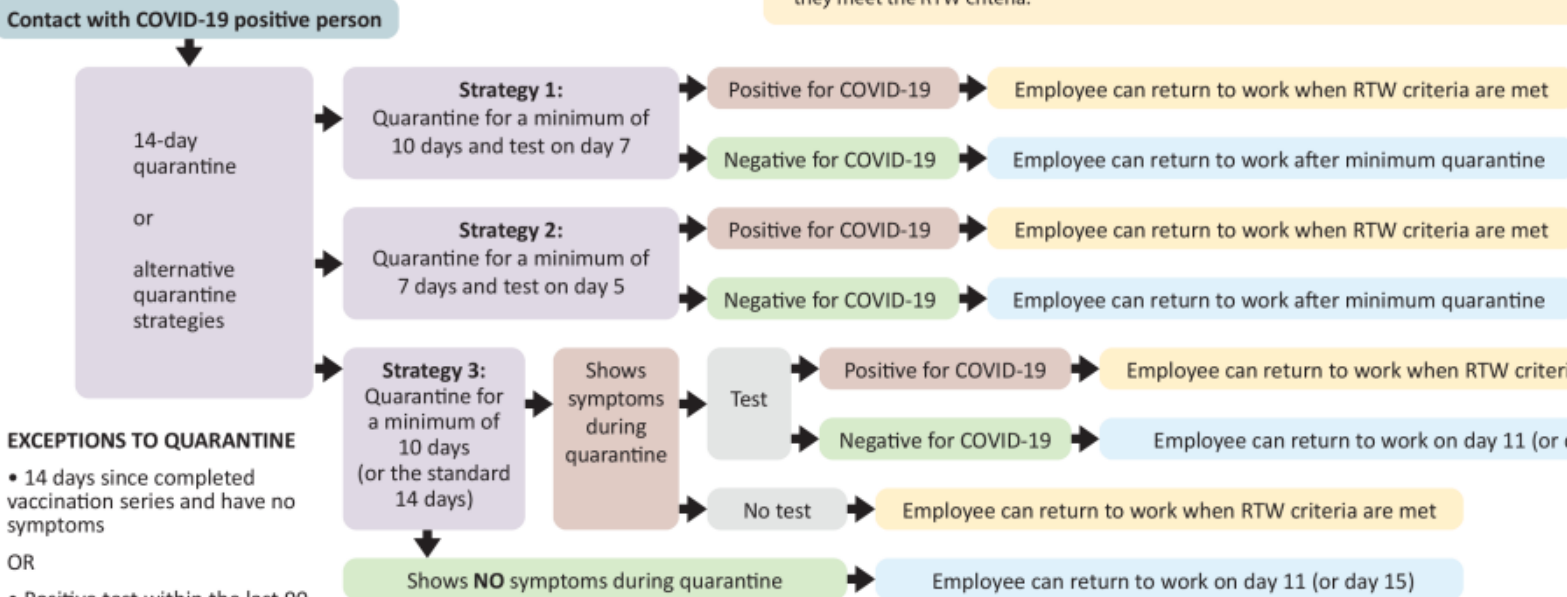 they meet the RTW criteria.
Contact with COVID-19 positive person
14-day
quarantine
or
alternative
quarantine
strategies
Strategy 1:
Quarantine for a minimum of
10 days and test on day 7
Positive for COVID-19
Employee can return to work when RTW criteria are met
Negative for COVID-19
Employee can return to work after minimum quarantine
Strategy 2:
Quarantine for a minimum of
7 days and test on day 5
Positive for COVID-19
Employee can return to work when RTW criteria are met
Negative for COVID-19
Employee can return to work after minimum quarantine
Strategy 3:
Quarantine for
a minimum of
10 days
(or the standard
14 days)
Shows
symptoms
during
quarantine
Test
Positive for COVID-19
Employee can return to work when RTW
Negative for COVID-19
Employee can return to work on day 11 (or
No test
Employee can return to work when RTW criteria are met
Shows NO symptoms during quarantine
Employee can return to work on day 11 (or day 15)
EXCEPTIONS TO QUARANTINE
• 14 days since completed
vaccination series and have no
symptoms
OR
• Positive test within the last